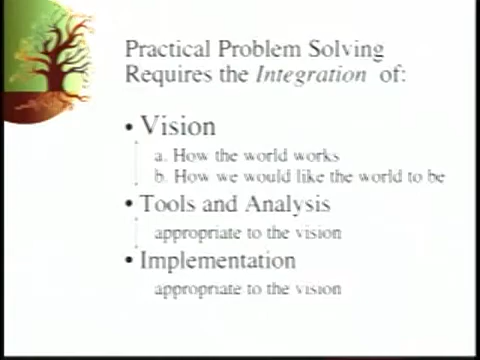 Practical Problem Solving
Requires the Integration of:
• Vision
a. How the world works
b. How we would like the world to be
• Tools and Analysis
appropriate to the vision
• Implementation
appropriate to the vision